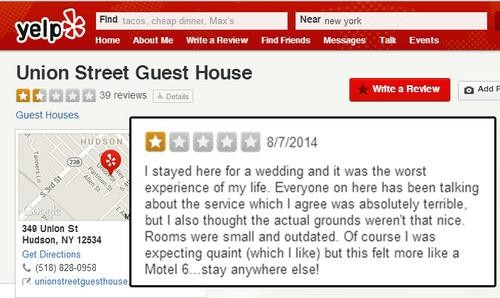 yelp
Find tacos, cheap dinner, Max's
Near new york
Home About Me Write a Review Find Friends Messages Talk Events
Union Street Guest House
39 reviews Details
Write a Review
Add P
Guest Houses
HUDSON
23B
Tanners Ln
S 3rd St
Partition St
Allen St
Google
349 Union St
Hudson, NY 12534
Get Directions
(518) 828-0958
unionstreetguesthouse
8/7/2014
I stayed here for a wedding and it was the worst
experience of my life. Everyone on here has been talking
about the service which I agree was absolutely terrible,
but I also thought the actual grounds weren't that nice.
Rooms were small and outdated. Of course I was
expecting quaint (which I like) but this felt more like a
Motel 6...stay anywhere else!